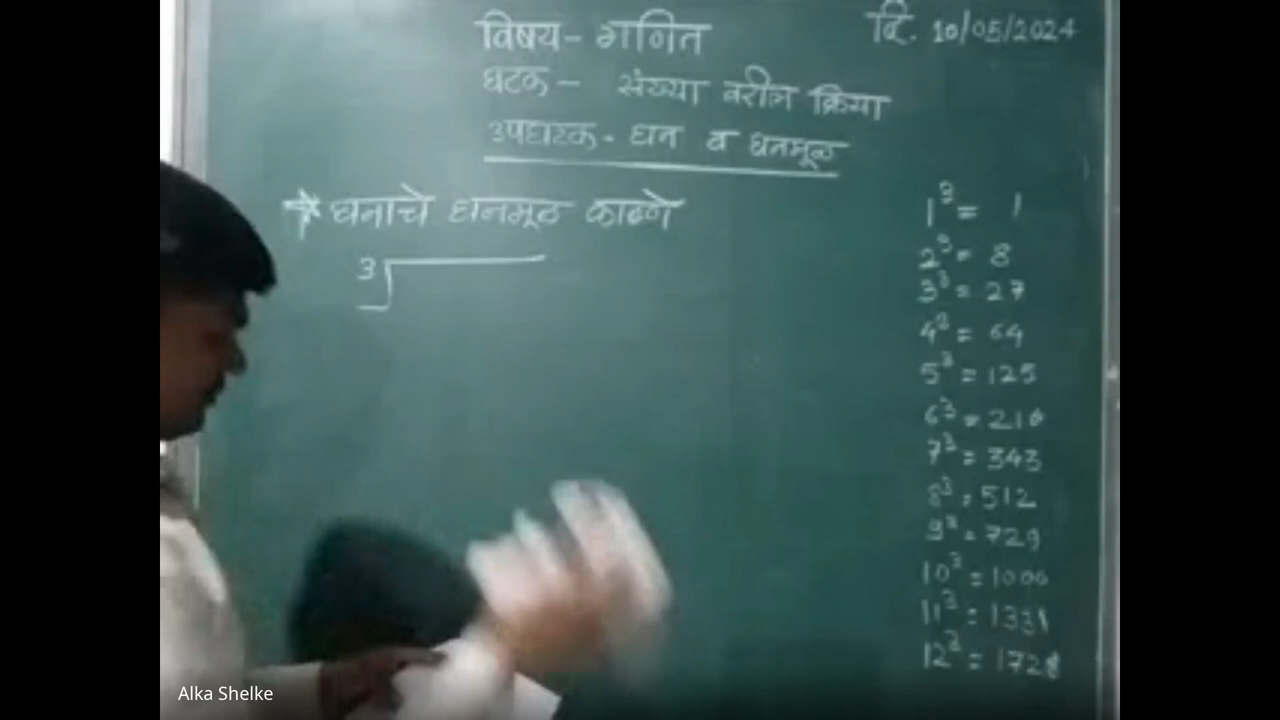 विषय- गणित
दि. 10/05/2024
घटक - संख्या वरील क्रिया
उपघटक - घन व घनमूळ
* घनाचे घनमूळ काढणे
3√
1³ = 1
2³ = 8
3³ = 27
4³ = 64
5³ = 125
6³ = 216
7³ = 343
8³ = 512
9³ = 729
10³ = 1000
11³ = 1331
12³ = 1728
Alka Shelke